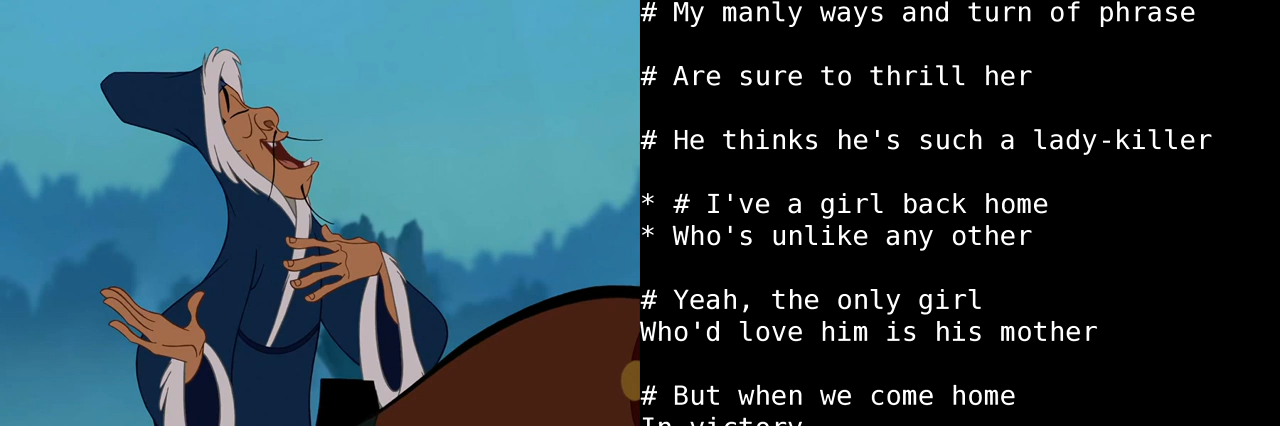 # My manly ways and turn of phrase
# Are sure to thrill her
# He thinks he's such a lady-killer
* # I've a girl back home
* Who's unlike any other
# Yeah, the only girl
Who'd love him is his mother
# But when we come home
In victory